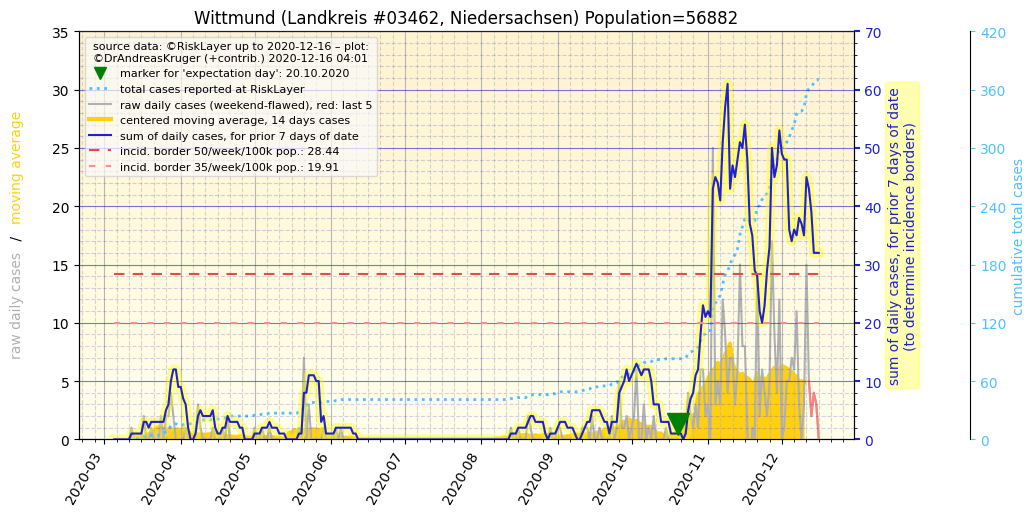 Wittmund (Landkreis #03462, Niedersachsen) Population=56882
source data: ©RiskLayer up to 2020-12-16 – plot:
©DrAndreasKruger (+contrib.) 2020-12-16 04:01
marker for 'expectation day': 20.10.2020
total cases reported at RiskLayer
raw daily cases (weekend-flawed), red: last 5
centered moving average, 14 days cases
sum of daily cases, for prior 7 days of date
incid. border 50/week/100k pop.: 28.44
incid. border 35/week/100k pop.: 19.91
raw daily cases / moving average
35
30
25
20
15
10
5
0
2020-03
2020-04
2020-05
2020-06
2020-07
2020-08
2020-09
2020-10
2020-11
2020-12
70
60
50
40
30
20
10
0
sum of daily cases, for prior 7 days of date
(to determine incidence borders)
420
360
300
240
180
120
60
0
cumulative total cases